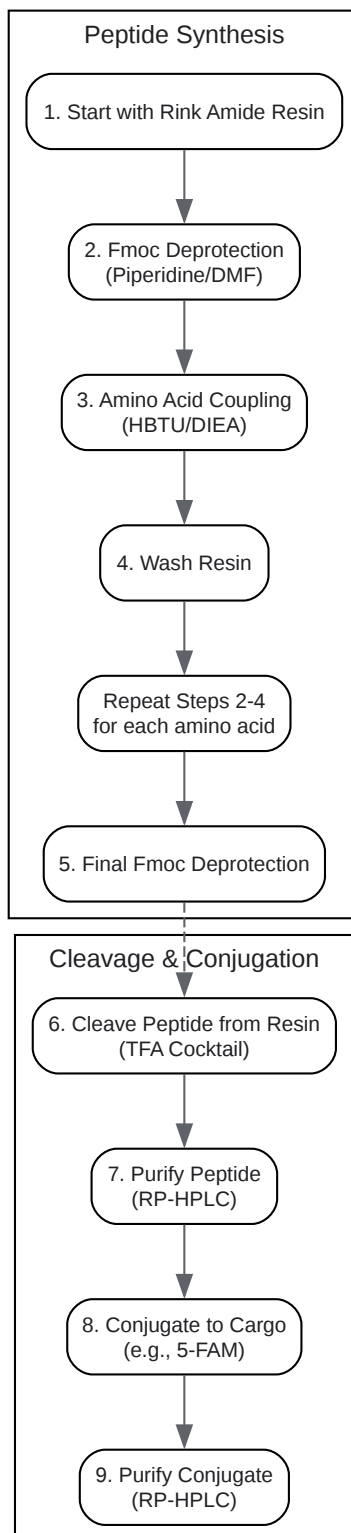 Peptide Synthesis
1. Start with Rink Amide Resin
2. Fmoc Deprotection
(Piperidine/DMF)
3. Amino Acid Coupling
(HBTU/DIEA)
4. Wash Resin
Repeat Steps 2-4
for each amino acid
5. Final Fmoc Deprotection
Cleavage & Conjugation
6. Cleave Peptide from Resin
(TFA Cocktail)
7. Purify Peptide
(RP-HPLC)
8. Conjugate to Cargo
(e.g., 5-FAM)
9. Purify Conjugate
(RP-HPLC)